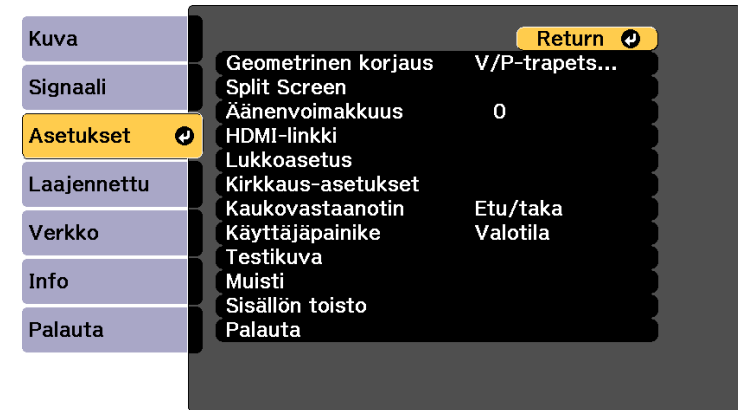 Kuva
Signaali
Asetukset
Laajennettu
Verkko
Info
Palauta
Return
Geometrinen korjaus V/P-trapets...
Split Screen
Äänenvoimakkuus 0
HDMI-linkki
Lukkoasetus
Kirkkaus-asetukset
Kaukovastaanotin Etu/taka
Käyttäjäpainike Valotila
Testikuva
Muisti
Sisällön toisto
Palauta